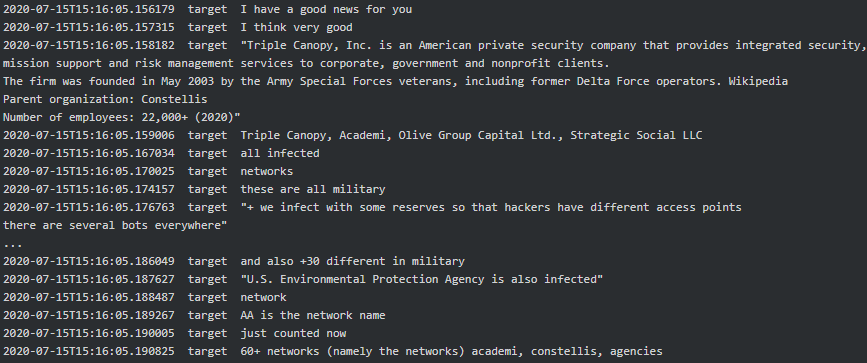 2020-07-15T15:16:05.156179 target I have a good news for you
2020-07-15T15:16:05.157315 target I think very good
2020-07-15T15:16:05.158182 target "Triple Canopy, Inc. is an American private security company that provides integrated security,
mission support and risk management services to corporate, government and nonprofit clients.
The firm was founded in May 2003 by the Army Special Forces veterans, including former Delta Force operators. Wikipedia
Parent organization: Constellis
Number of employees: 22,000+ (2020)"
2020-07-15T15:16:05.159006 target Triple Canopy, Academi, Olive Group Capital Ltd., Strategic Social LLC
2020-07-15T15:16:05.167034 target all infected
2020-07-15T15:16:05.170025 target networks
2020-07-15T15:16:05.174157 target these are all military
2020-07-15T15:16:05.176763 target "+ we infect with some reserves so that hackers have different access points
there are several bots everywhere"
...
2020-07-15T15:16:05.186049 target and also +30 different in military
2020-07-15T15:16:05.187627 target "U.S. Environmental Protection Agency is also infected"
2020-07-15T15:16:05.188487 target network
2020-07-15T15:16:05.189267 target AA is the network name
2020-07-15T15:16:05.190005 target just counted now
2020-07-15T15:16:05.190825 target 60+ networks (namely the networks) academi, constellis, agencies